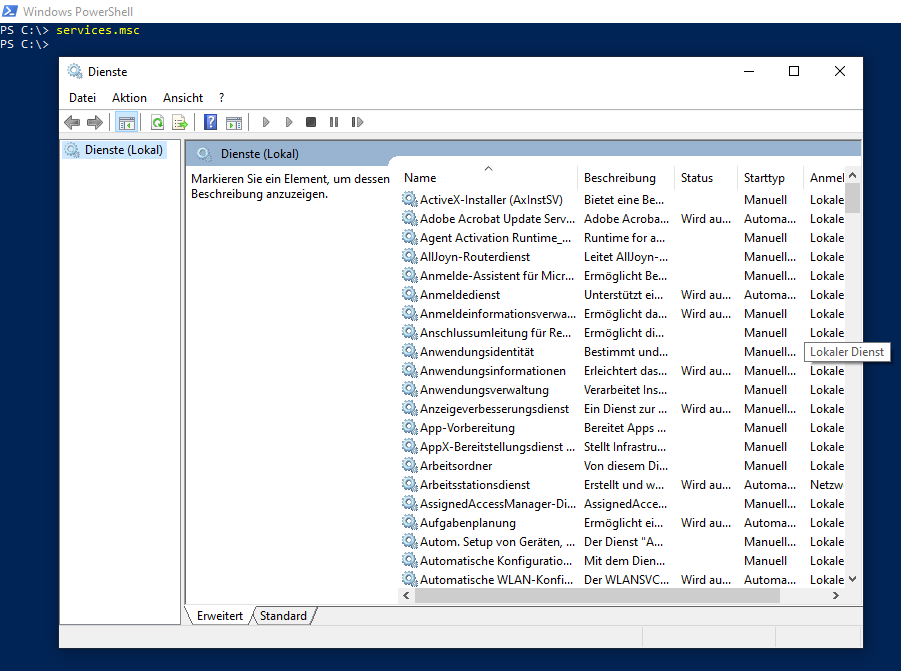 Windows PowerShell
PS C:\> services.msc
PS C:\>
Dienste
Datei Aktion Ansicht ?
Dienste (Lokal)
Dienste (Lokal)
Markieren Sie ein Element, um dessen
Beschreibung anzuzeigen.
Name Beschreibung Status Starttyp Anmel
ActiveX-Installer (AxInstSV) Bietet eine Be... Manuell Lokale
Adobe Acrobat Update Serv... Adobe Acroba... Wird au... Automa... Lokale
Agent Activation Runtime_... Runtime for a... Manuell Lokale
AllJoyn-Routerdienst Leitet AllJoyn-... Manuell... Lokale
Anmelde-Assistent für Micr... Ermöglicht Be... Manuell... Lokale
Anmeldedienst Unterstützt ei... Wird au... Automa... Lokale
Anmeldeinformationsverwa... Ermöglicht da... Wird au... Manuell Lokale
Anschlussumleitung für Re... Ermöglicht di... Manuell Lokale
Anwendungsidentität Bestimmt und... Manuell... Lokaler Dienst
Anwendungsinformationen Erleichtert das... Wird au... Manuell... Lokale
Anwendungsverwaltung Verarbeitet Ins... Manuell Lokale
Anzeigeverbesserungsdienst Ein Dienst zur ... Wird au... Manuell... Lokale
App-Vorbereitung Bereitet Apps ... Manuell Lokale
AppX-Bereitstellungsdienst ... Stellt Infrastru... Manuell... Lokale
Arbeitsordner Von diesem Di... Manuell Lokale
Arbeitsstationsdienst Erstellt und w... Wird au... Automa... Netzw
AssignedAccessManager-Di... AssignedAcce... Manuell... Lokale
Aufgabenplanung Ermöglicht ei... Wird au... Automa... Lokale
Autom. Setup von Geräten, ... Der Dienst "A... Manuell... Lokale
Automatische Konfiguratio... Mit dem Dien... Manuell Lokale
Automatische WLAN-Konfi... Der WLANSVC... Wird au... Automa... Lokale
Erweitert Standard